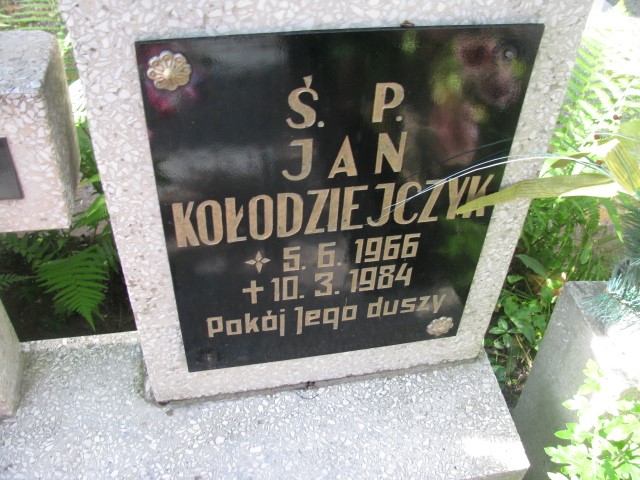 Ś. P.
JAN
KOŁODZIEJCZYK
5. 6. 1966
+ 10. 3. 1984
Pokój Jego duszy